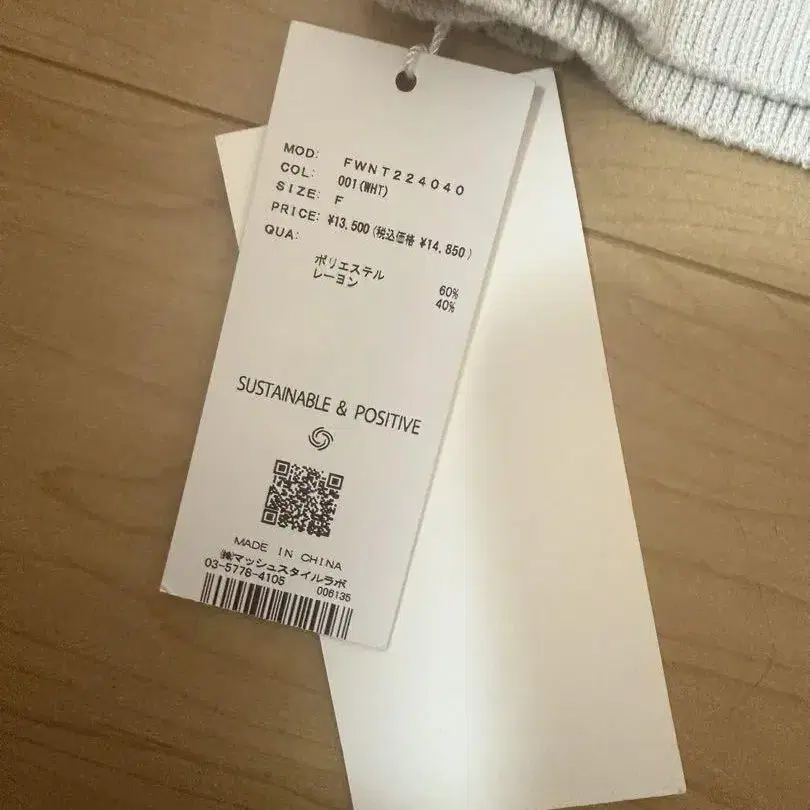 MOD: FWNT224040
COL: 001(WHT)
SIZE: F
PRICE: ¥13,500(税込価格 ¥14,850)
QUA:
ポリエステル 60%
レーヨン 40%
SUSTAINABLE & POSITIVE
MADE IN CHINA
㈱マッシュスタイルラボ
03-5778-4105 006135